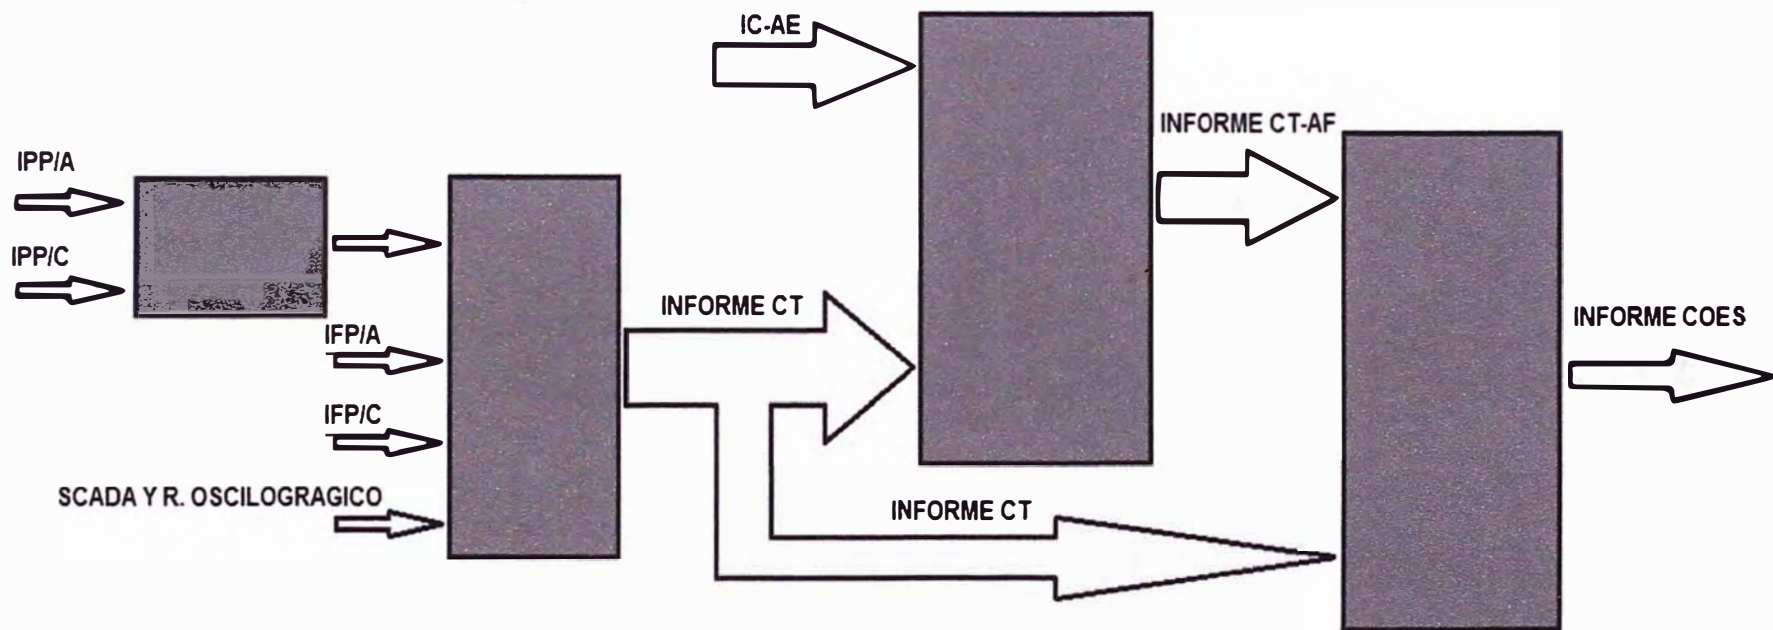 IC-AE
INFORME CT-AF
IPP/A
IPP/C
INFORME CT
INFORME COES
IFP/A
IFP/C
SCADA Y R. OSCILOGRAGICO
INFORME CT